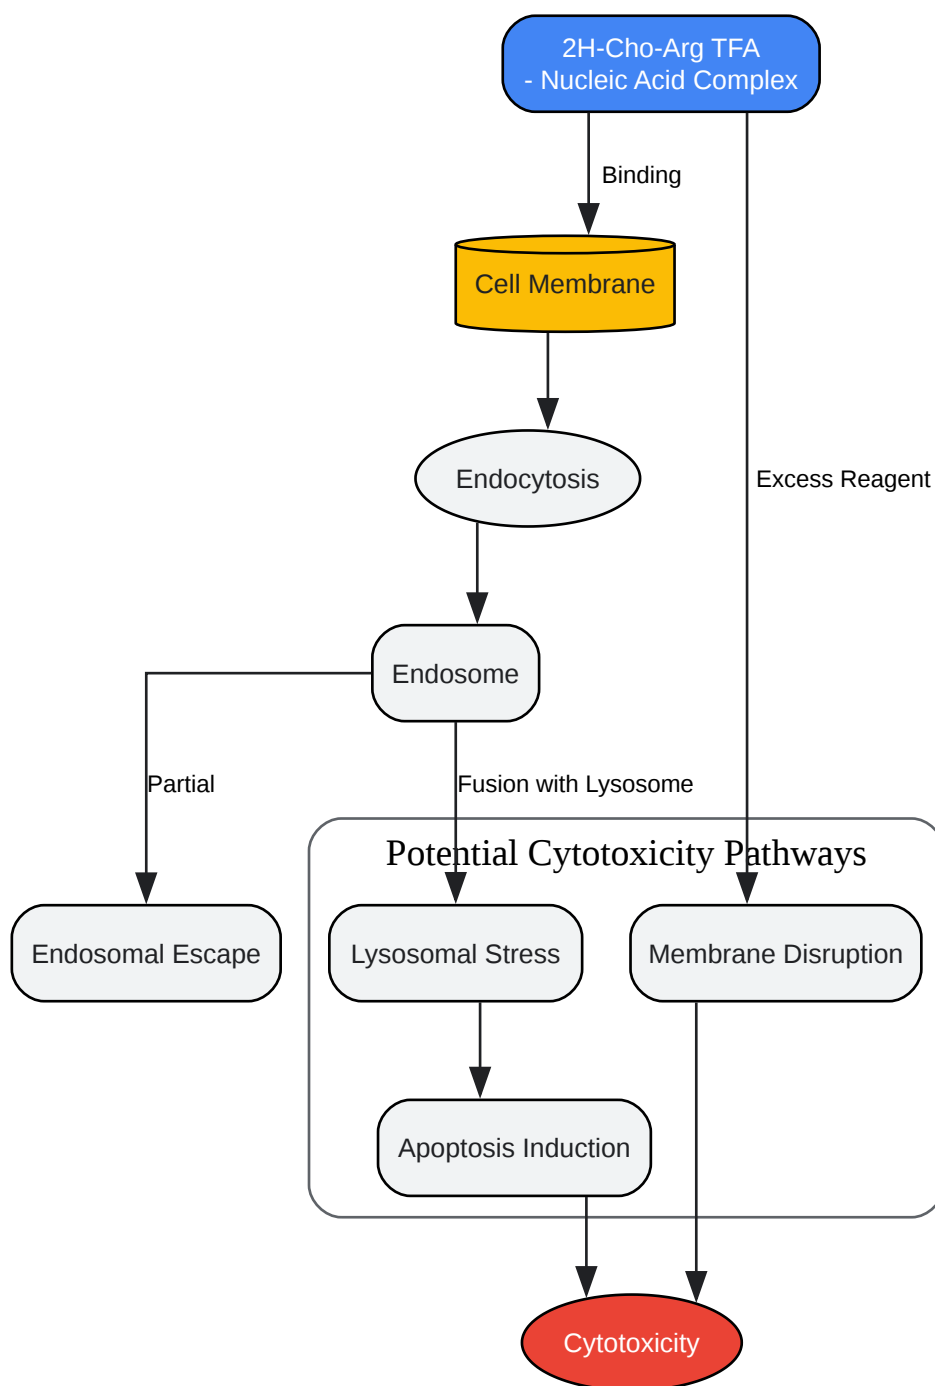 2H-Cho-Arg TFA
- Nucleic Acid Complex
Binding
Cell Membrane
Endocytosis
Excess Reagent
Endosome
Partial
Fusion with Lysosome
Potential Cytotoxicity Pathways
Endosomal Escape
Lysosomal Stress
Membrane Disruption
Apoptosis Induction
Cytotoxicity